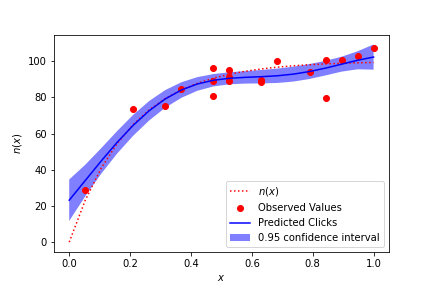 100
80
60
40
20
0
n(x)
n(x)
Observed Values
Predicted Clicks
0.95 confidence interval
0.0 0.2 0.4 0.6 0.8 1.0
x